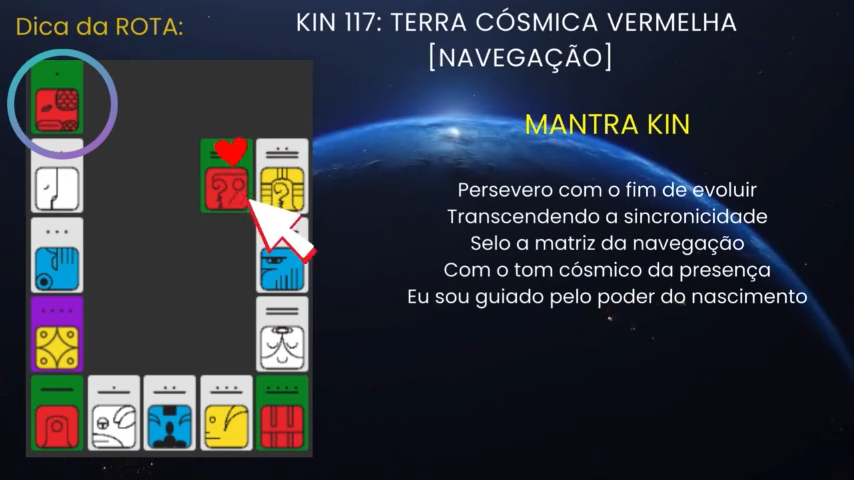 Dica da ROTA:
KIN 117: TERRA CÓSMICA VERMELHA
[NAVEGAÇÃO]
MANTRA KIN
Persevero com o fim de evoluir
Transcendendo a sincronicidade
Selo a matriz da navegação
Com o tom cósmico da presença
Eu sou guiado pelo poder do nascimento